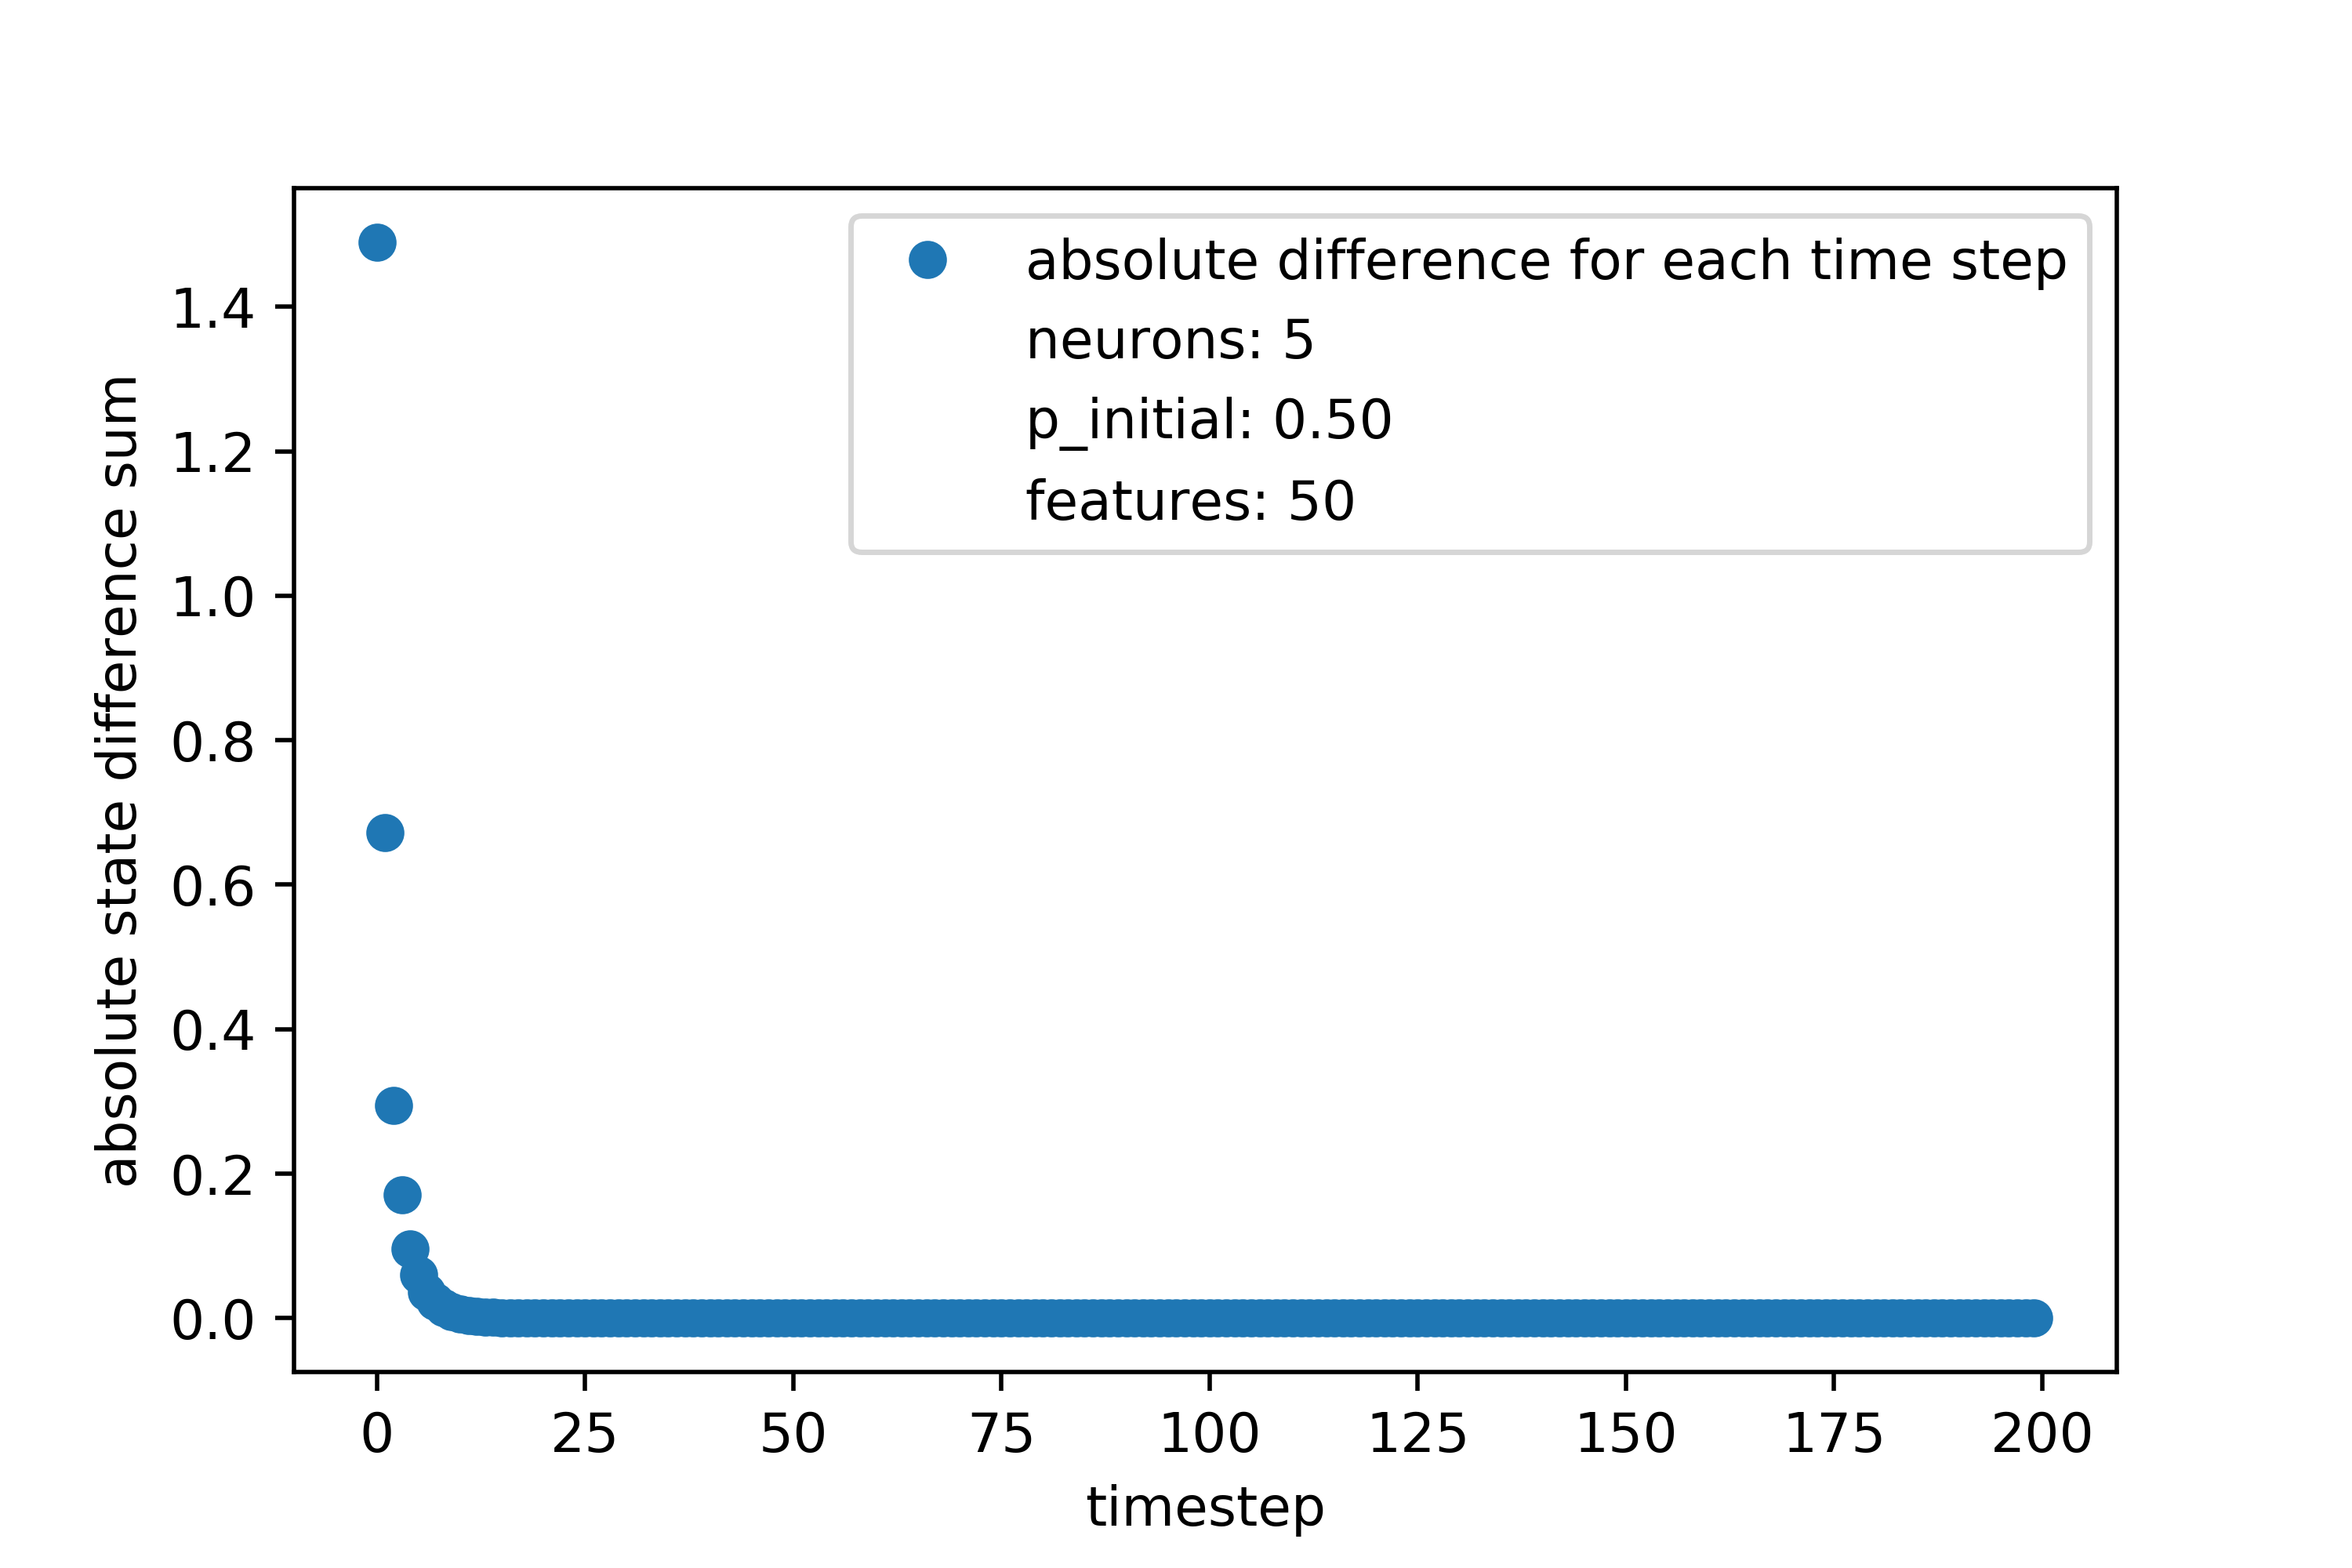 absolute difference for each time step
neurons: 5
p_initial: 0.50
features: 50
absolute state difference sum
1.4
1.2
1.0
0.8
0.6
0.4
0.2
0.0
0 25 50 75 100 125 150 175 200
timestep